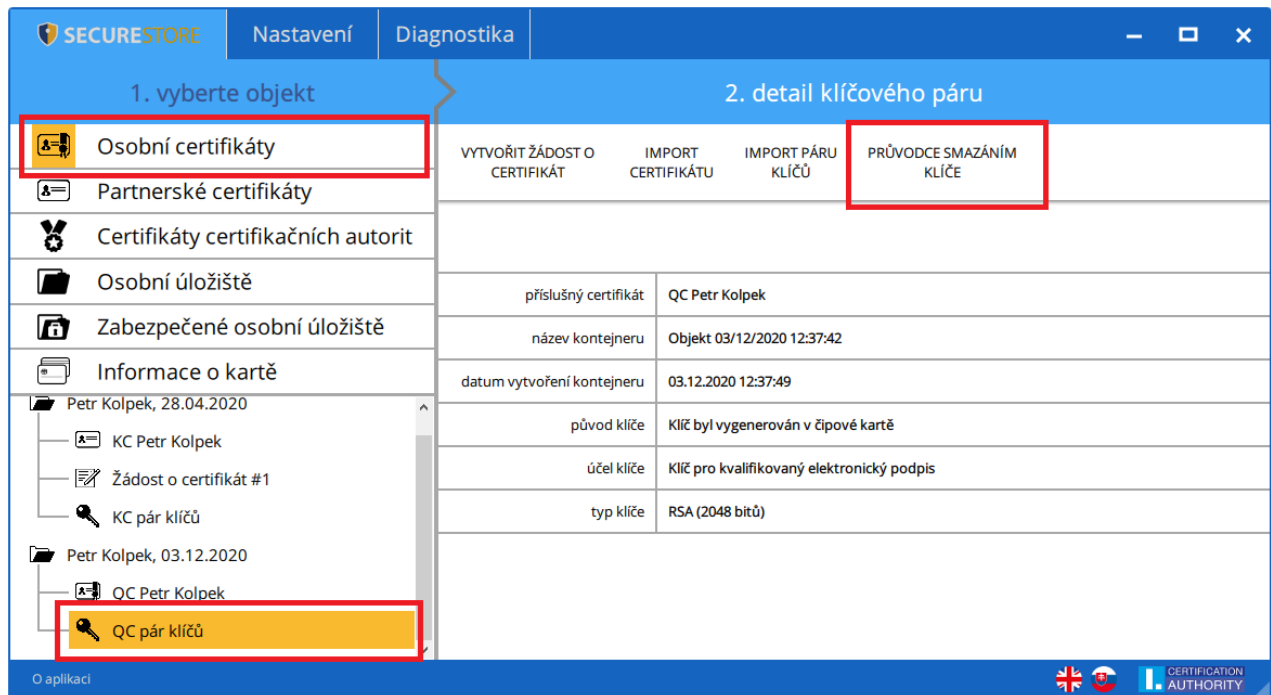 SECURESTORE
Nastavení
Diagnostika
1. vyberte objekt
2. detail klíčového páru
Osobní certifikáty
Partnerské certifikáty
Certifikáty certifikačních autorit
Osobní úložiště
Zabezpečené osobní úložiště
Informace o kartě
Petr Kolpek, 28.04.2020
KC Petr Kolpek
Žádost o certifikát #1
KC pár klíčů
Petr Kolpek, 03.12.2020
QC Petr Kolpek
QC pár klíčů
VYTVOŘIT ŽÁDOST O
CERTIFIKÁT
IMPORT
CERTIFIKÁTU
IMPORT PÁRU
KLÍČŮ
PRŮVODCE SMAZÁNÍM
KLÍČE
příslušný certifikát QC Petr Kolpek
název kontejneru Objekt 03/12/2020 12:37:42
datum vytvoření kontejneru 03.12.2020 12:37:49
původ klíče Klíč byl vygenerován v čipové kartě
účel klíče Klíč pro kvalifikovaný elektronický podpis
typ klíče RSA (2048 bitů)
O aplikaci
I. CERTIFICATION
AUTHORITY